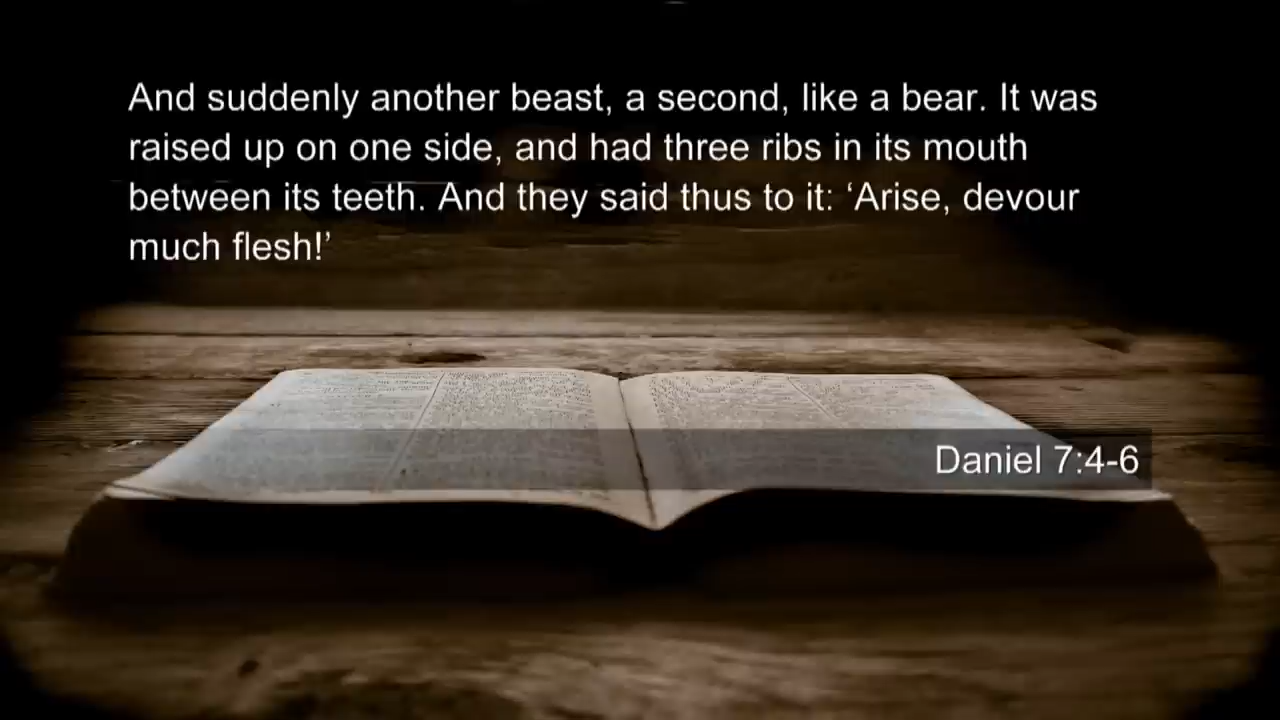 And suddenly another beast, a second, like a bear. It was
raised up on one side, and had three ribs in its mouth
between its teeth. And they said thus to it: ‘Arise, devour
much flesh!’
Daniel 7:4-6